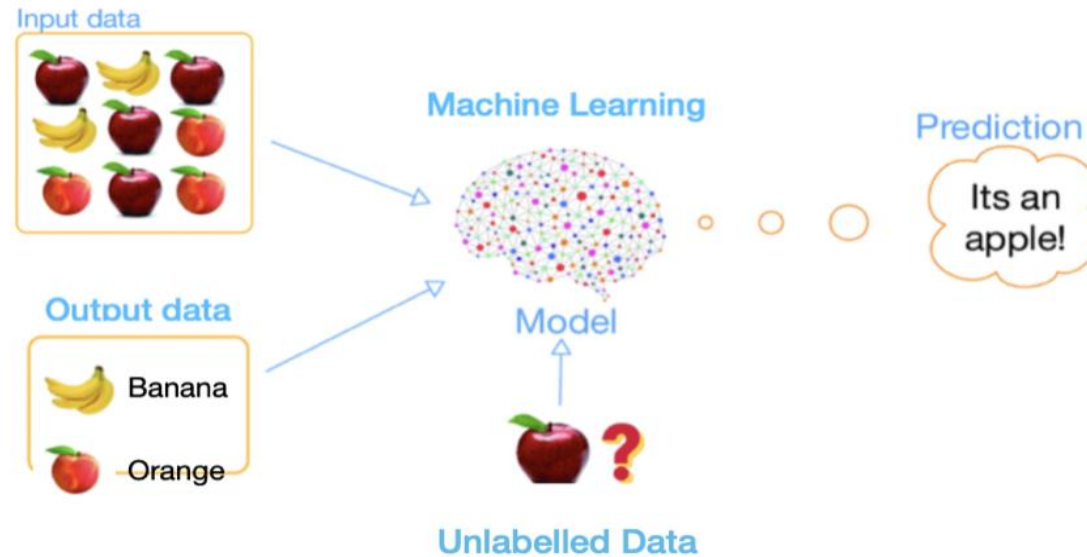 Input data
Machine Learning
Prediction
Its an
apple!
Output data
Model
Banana
Orange
?
Unlabelled Data